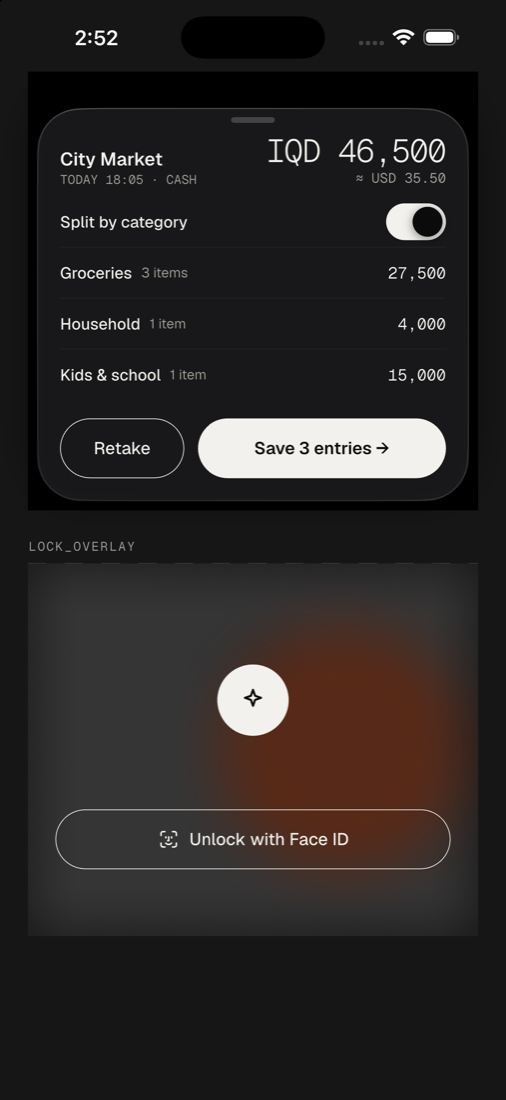 2:52
City Market
IQD 46,500
TODAY 18:05 · CASH
≈ USD 35.50
Split by category
Groceries 3 items 27,500
Household 1 item 4,000
Kids & school 1 item 15,000
Retake
Save 3 entries →
LOCK_OVERLAY
Unlock with Face ID